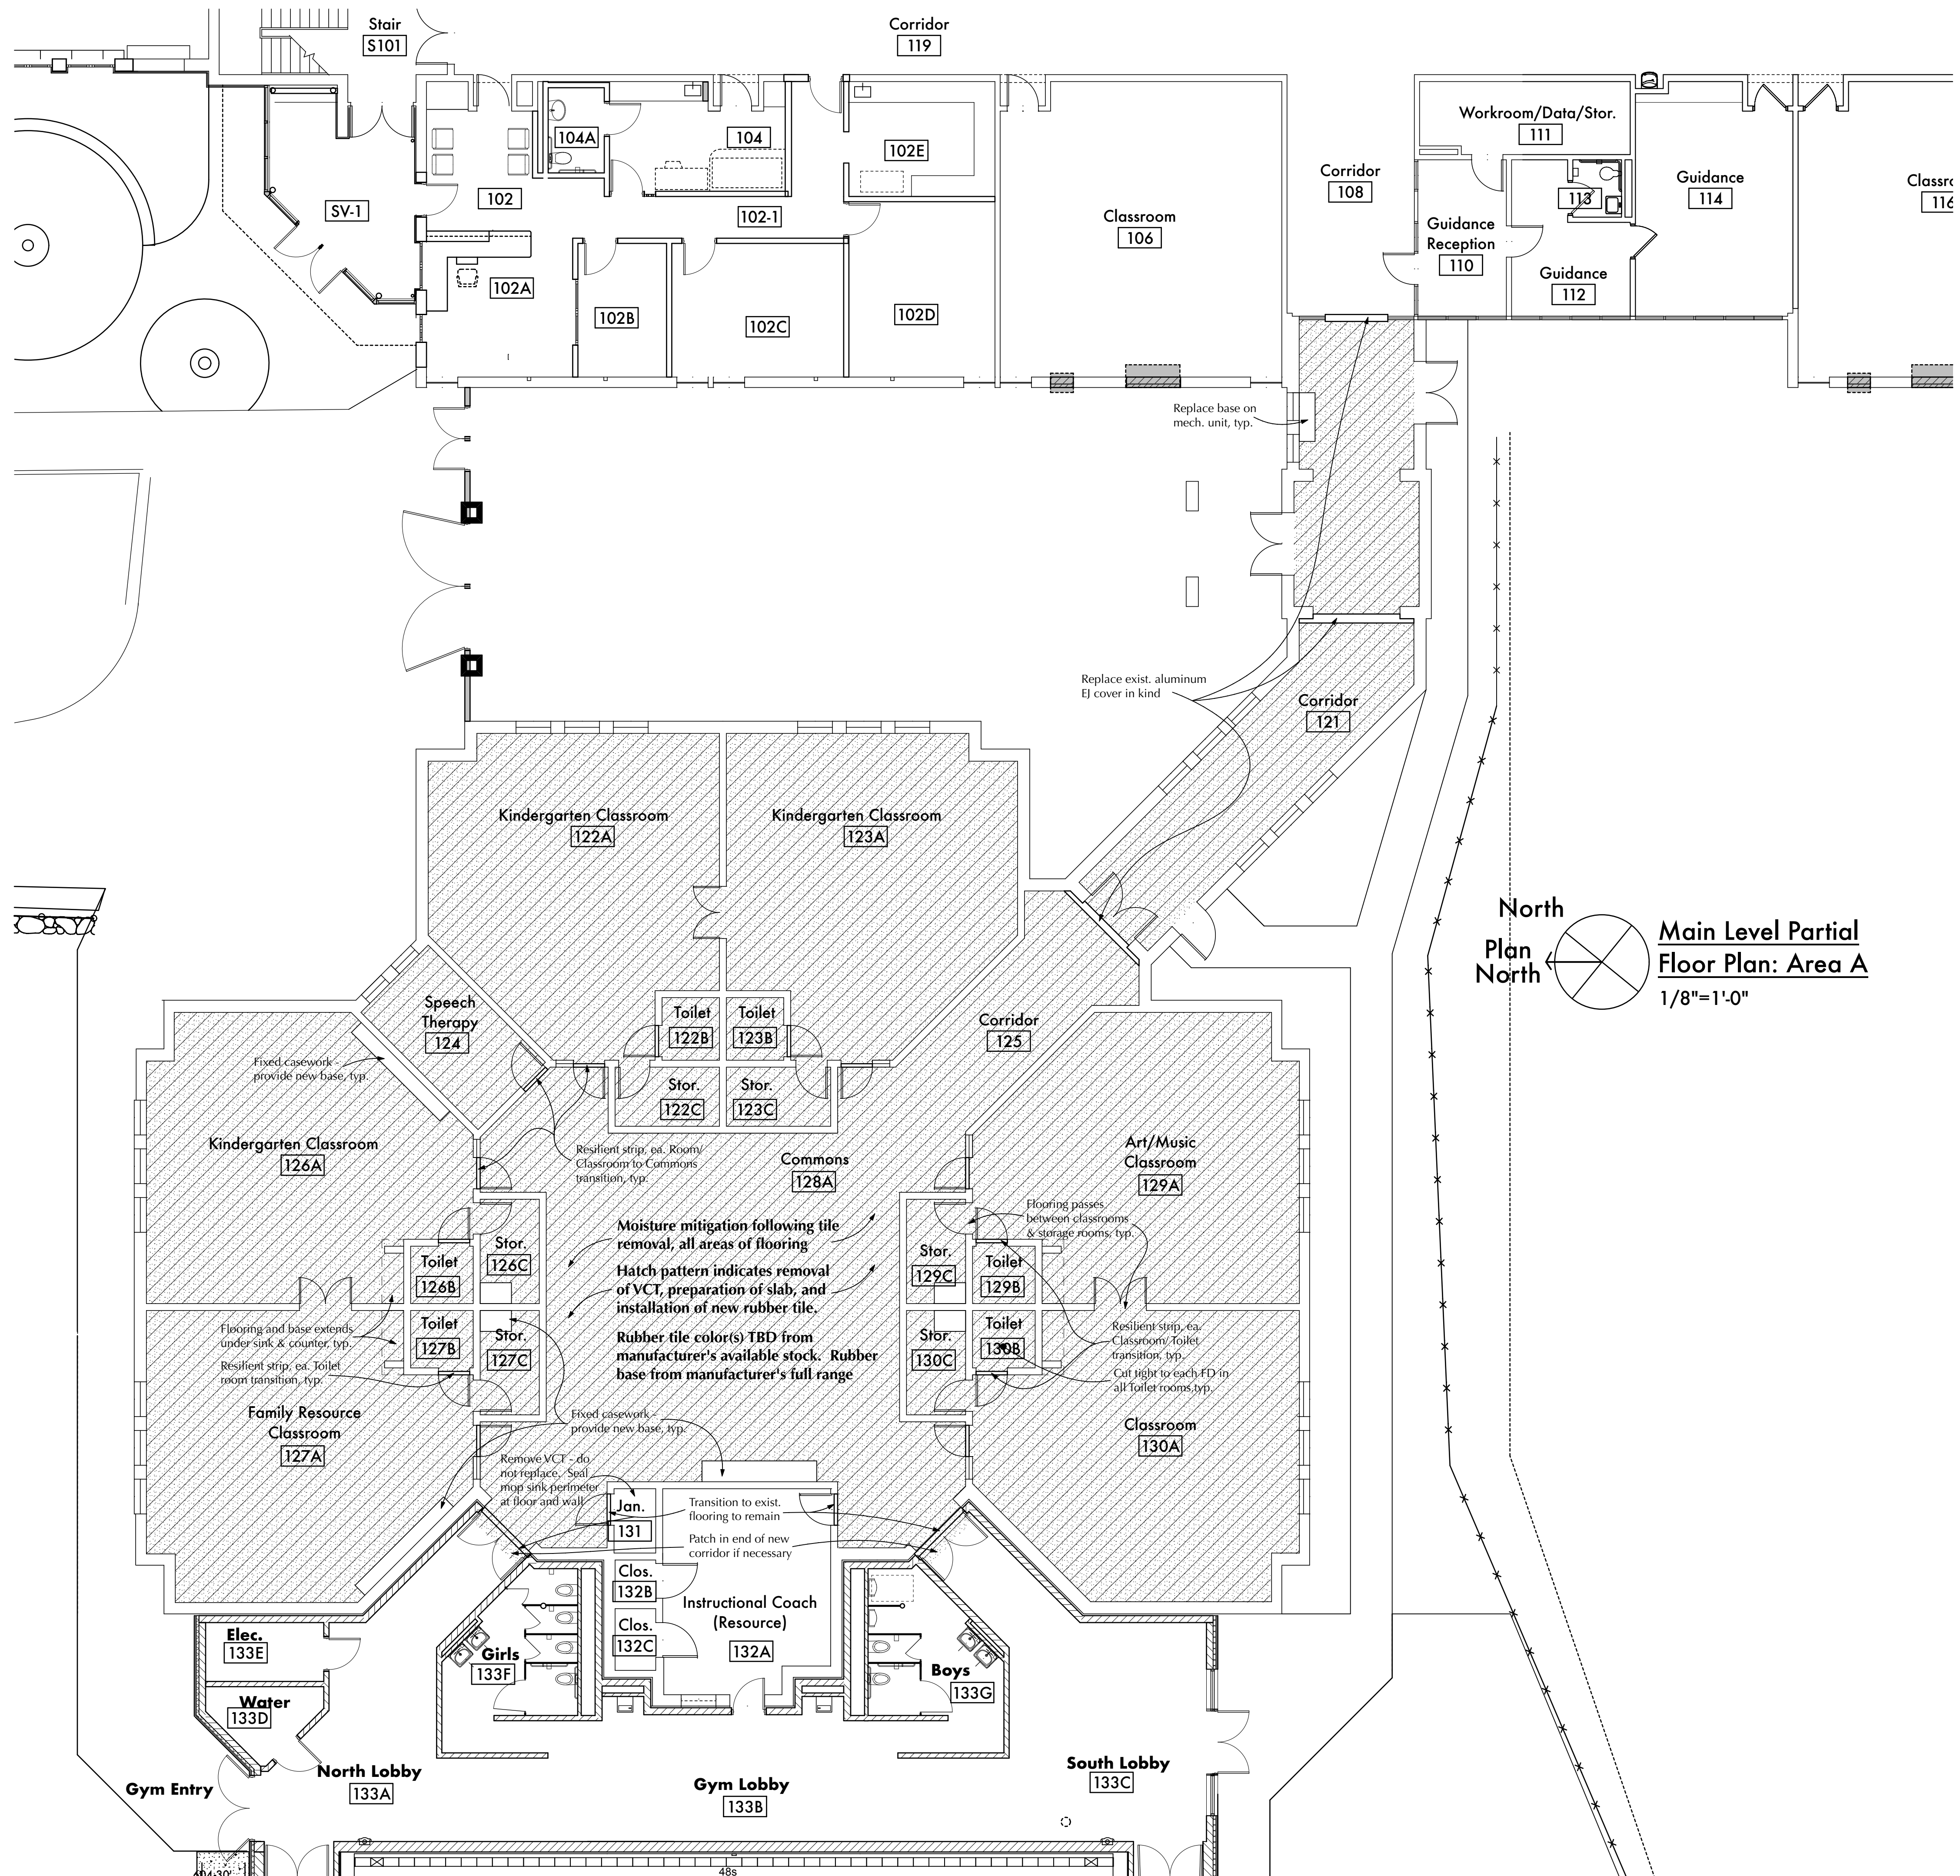 Stair
S101
Corridor
119
104A
104
102E
102
102-1
SV-1
102A
102B
102C
102D
Classroom
106
Corridor
108
Workroom/Data/Stor.
111
113
Guidance
114
Guidance
Reception
110
Guidance
112
Classro
116
Replace base on
mech. unit, typ.
Replace exist. aluminum
EJ cover in kind
Corridor
121
Kindergarten Classroom
122A
Kindergarten Classroom
123A
North
Plan
North
Main Level Partial
Floor Plan: Area A
1/8"=1'-0"
Speech
Therapy
124
Toilet
122B
Toilet
123B
Corridor
125
Fixed casework -
provide new base, typ.
Stor.
122C
Stor.
123C
Kindergarten Classroom
126A
Resilient strip, ea. Room/
Classroom to Commons
transition, typ.
Commons
128A
Art/Music
Classroom
129A
Moisture mitigation following tile
removal, all areas of flooring
Flooring passes
between classrooms
& storage rooms, typ.
Toilet
126B
Stor.
126C
Hatch pattern indicates removal
of VCT, preparation of slab, and
installation of new rubber tile.
Stor.
129C
Toilet
129B
Flooring and base extends
under sink & counter, typ.
Toilet
127B
Stor.
127C
Rubber tile color(s) TBD from
manufacturer's available stock.  Rubber
base from manufacturer's full range
Stor.
130C
Toilet
130B
Resilient strip, ea.
Classroom/Toilet
transition, typ.
Resilient strip, ea. Toilet
room transition, typ.
Cut tight to each FD in
all Toilet rooms,typ.
Family Resource
Classroom
127A
Fixed casework -
provide new base, typ.
Classroom
130A
Remove VCT - do
not replace.  Seal
mop sink perimeter
at floor and wall
Jan.
131
Transition to exist.
flooring to remain
Patch in end of new
corridor if necessary
Clos.
132B
Clos.
132C
Instructional Coach
(Resource)
132A
Elec.
133E
Girls
133F
Boys
133G
Water
133D
North Lobby
133A
Gym Entry
Gym Lobby
133B
South Lobby
133C
48s